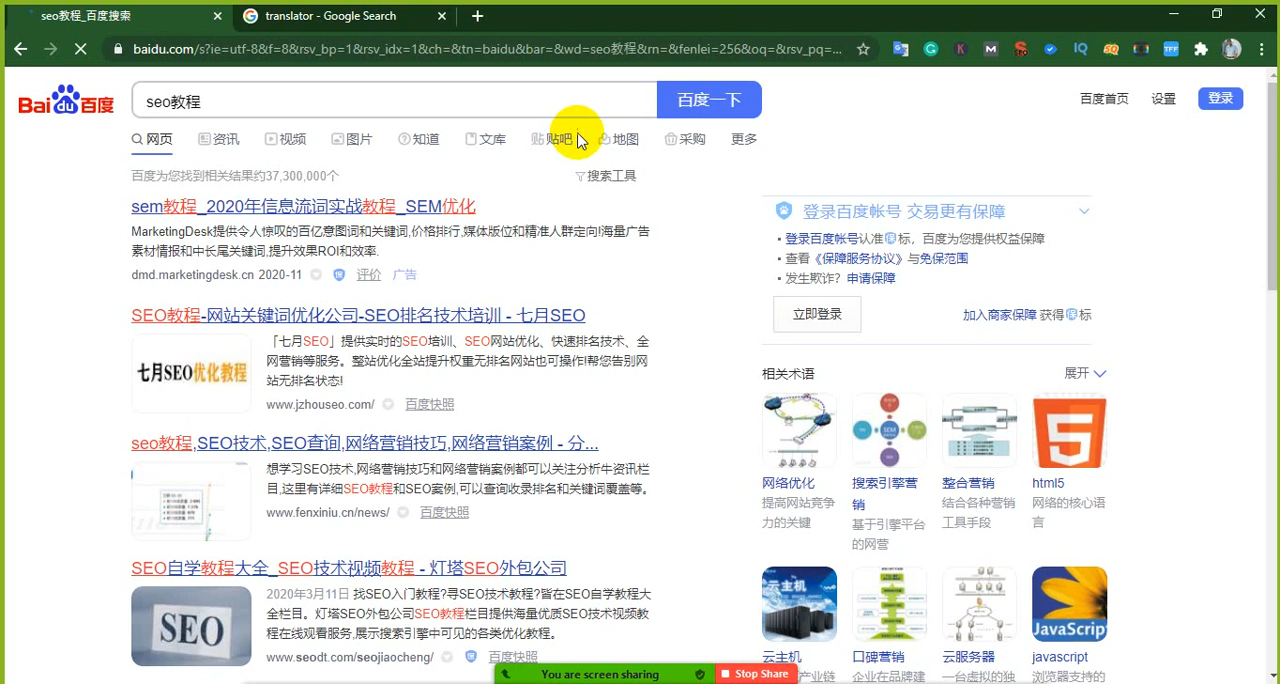 seo教程_百度搜索
translator - Google Search
baidu.com/s?ie=utf-8&f=8&rsv_bp=1&rsv_idx=1&ch=&tn=baidu&bar=&wd=seo教程&rn=&fenlei=256&oq=&rsv_pq=...
Bai du 百度
seo教程
百度一下
百度首页
设置
登录
网页
资讯
视频
图片
知道
文库
贴吧
地图
采购
更多
百度为您找到相关结果约37,300,000个
搜索工具
sem教程_2020年信息流词实战教程_SEM优化
MarketingDesk提供令人惊叹的百亿意图词和关键词,价格排行,媒体版位和精准人群定向!海量广告
素材情报和中长尾关键词,提升效果ROI和效率.
dmd.marketingdesk.cn 2020-11 评价 广告
SEO教程-网站关键词优化公司-SEO排名技术培训 - 七月SEO
七月SEO优化教程
「七月SEO」提供实时的SEO培训、SEO网站优化、快速排名技术、全
网营销等服务。整站优化全站提升权重无排名网站也可操作!帮您告别网
站无排名状态!
www.jzhouseo.com/ 百度快照
seo教程,SEO技术,SEO查询,网络营销技巧,网络营销案例 - 分...
想学习SEO技术,网络营销技巧和网络营销案例都可以关注分析牛资讯栏
目,这里有详细SEO教程和SEO案例,可以查询收录排名和关键词覆盖等。
www.fenxiniu.cn/news/ 百度快照
SEO自学教程大全_SEO技术视频教程 - 灯塔SEO外包公司
SEO
2020年3月11日 找SEO入门教程?寻SEO技术教程?皆在SEO自学教程大
全栏目。灯塔SEO外包公司SEO教程栏目提供海量优质SEO技术视频教
程在线观看服务,展示搜索引擎中可见的各类优化教程。
www.seodt.com/seojiaocheng/ 百度快照
登录百度帐号 交易更有保障
登录百度帐号认准保标，百度为您提供权益保障
查看《保障服务协议》与免保范围
发生欺诈？申请保障
立即登录
加入商家保障 获得保标
相关术语
展开
SEM
网络优化
提高网站竞争
力的关键
搜索引擎营
销
基于引擎平台
的网营
整合营销
结合各种营销
工具手段
html5
网络的核心语
言
云主机
JavaScrip
云主机
口碑营销
企业在品牌建
云服务器
一台虚拟的独
javascript
浏览器支持的
You are screen sharing
Stop Share